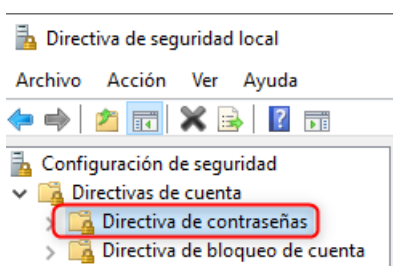 Directiva de seguridad local
Archivo Acción Ver Ayuda
Configuración de seguridad
Directivas de cuenta
Directiva de contraseñas
Directiva de bloqueo de cuenta